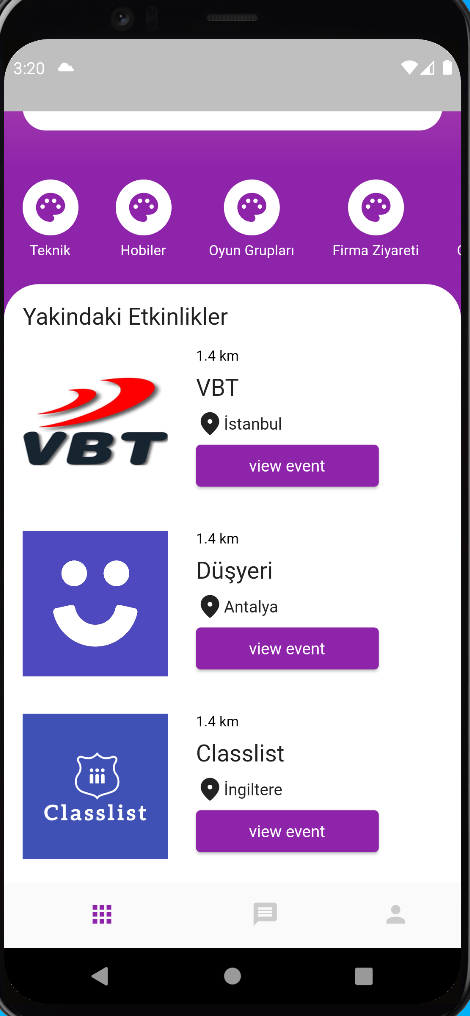 3:20
Teknik
Hobiler
Oyun Grupları
Firma Ziyareti
Yakindaki Etkinlikler
1.4 km
VBT
VBT
İstanbul
view event
1.4 km
Düşyeri
Antalya
view event
1.4 km
Classlist
Classlist
İngiltere
view event